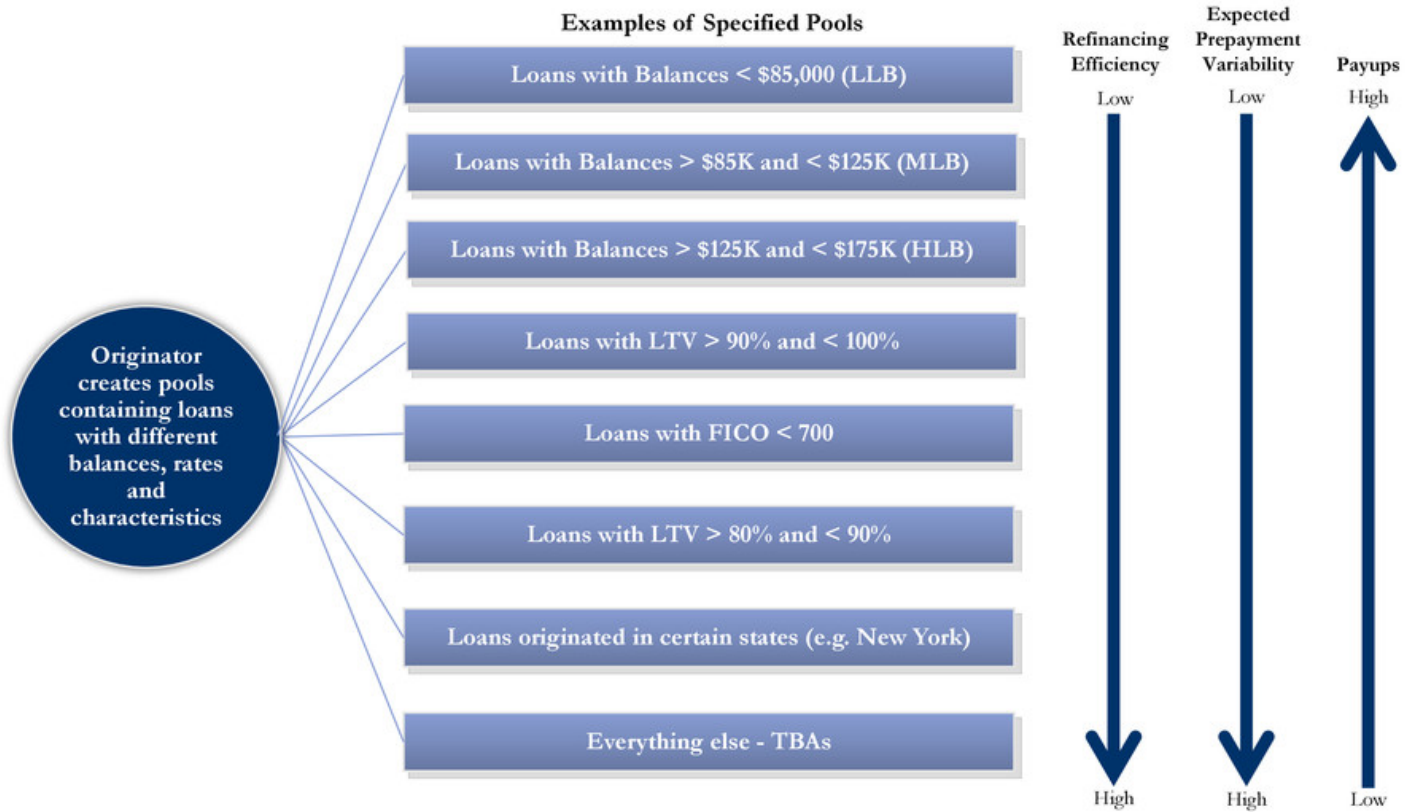 Examples of Specified Pools
Refinancing
Efficiency
Expected
Prepayment
Variability
Payups
Low
Low
High
Loans with Balances < $85,000 (LLB)
Loans with Balances > $85K and < $125K (MLB)
Loans with Balances > $125K and < $175K (HLB)
Loans with LTV > 90% and < 100%
Loans with FICO < 700
Loans with LTV > 80% and < 90%
Loans originated in certain states (e.g. New York)
Everything else - TBAs
Originator
creates pools
containing loans
with different
balances, rates
and
characteristics
High
High
Low